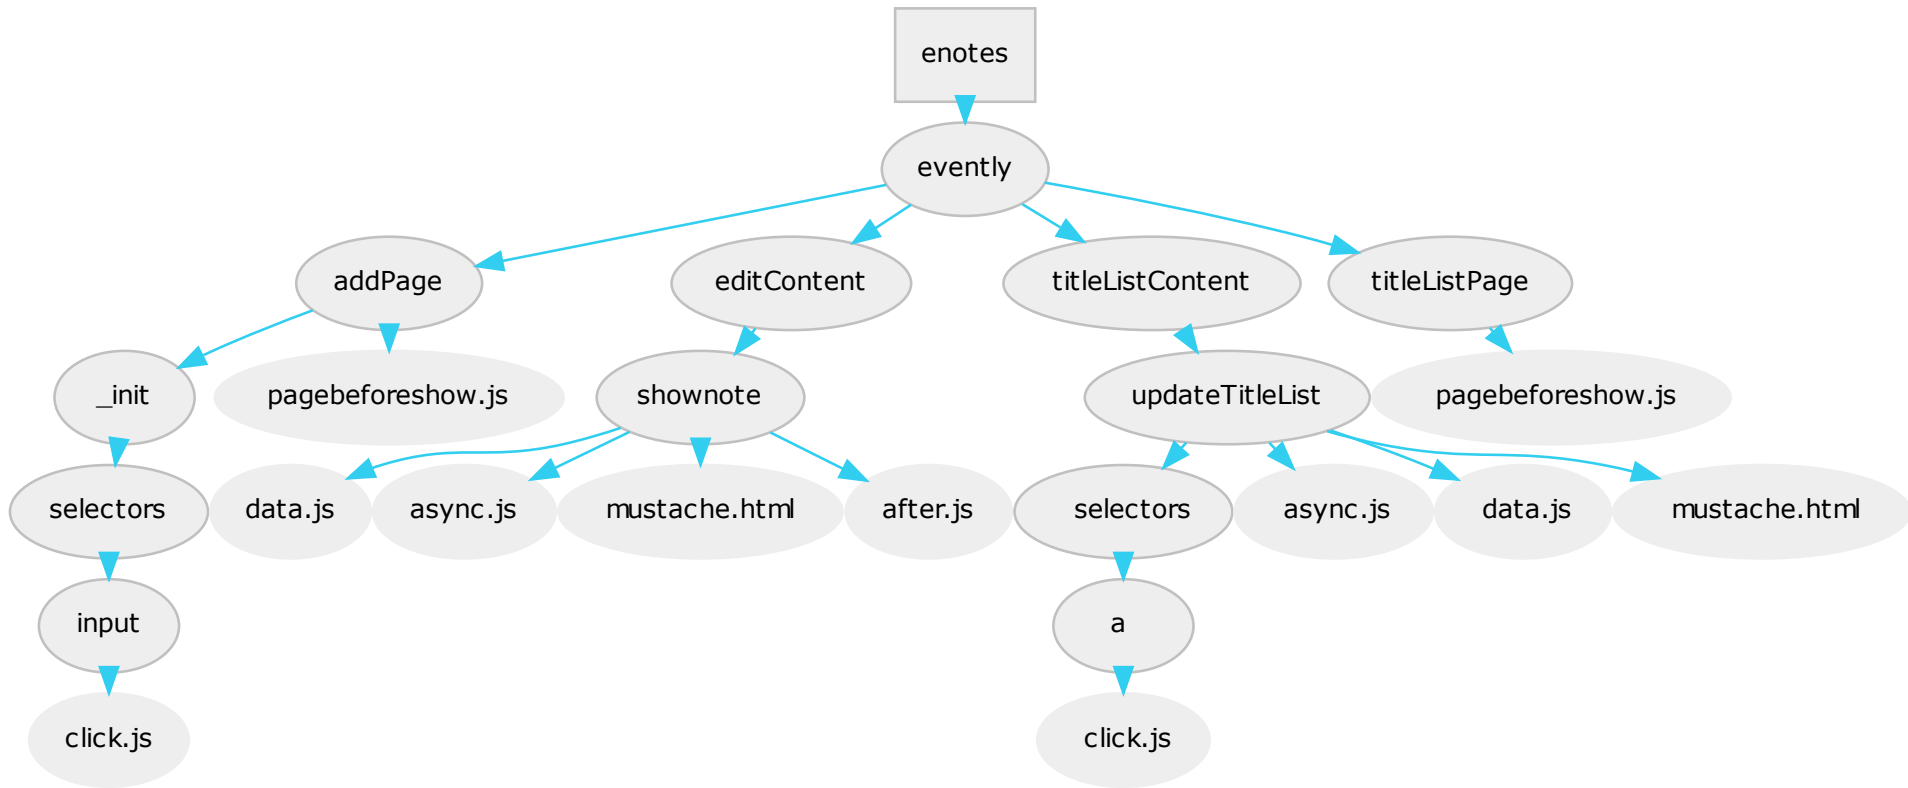 enotes
evently
addPage
editContent
titleListContent
titleListPage
_init
pagebeforeshow.js
shownote
updateTitleList
pagebeforeshow.js
selectors
data.js
async.js
mustache.html
after.js
selectors
async.js
data.js
mustache.html
input
a
click.js
click.js